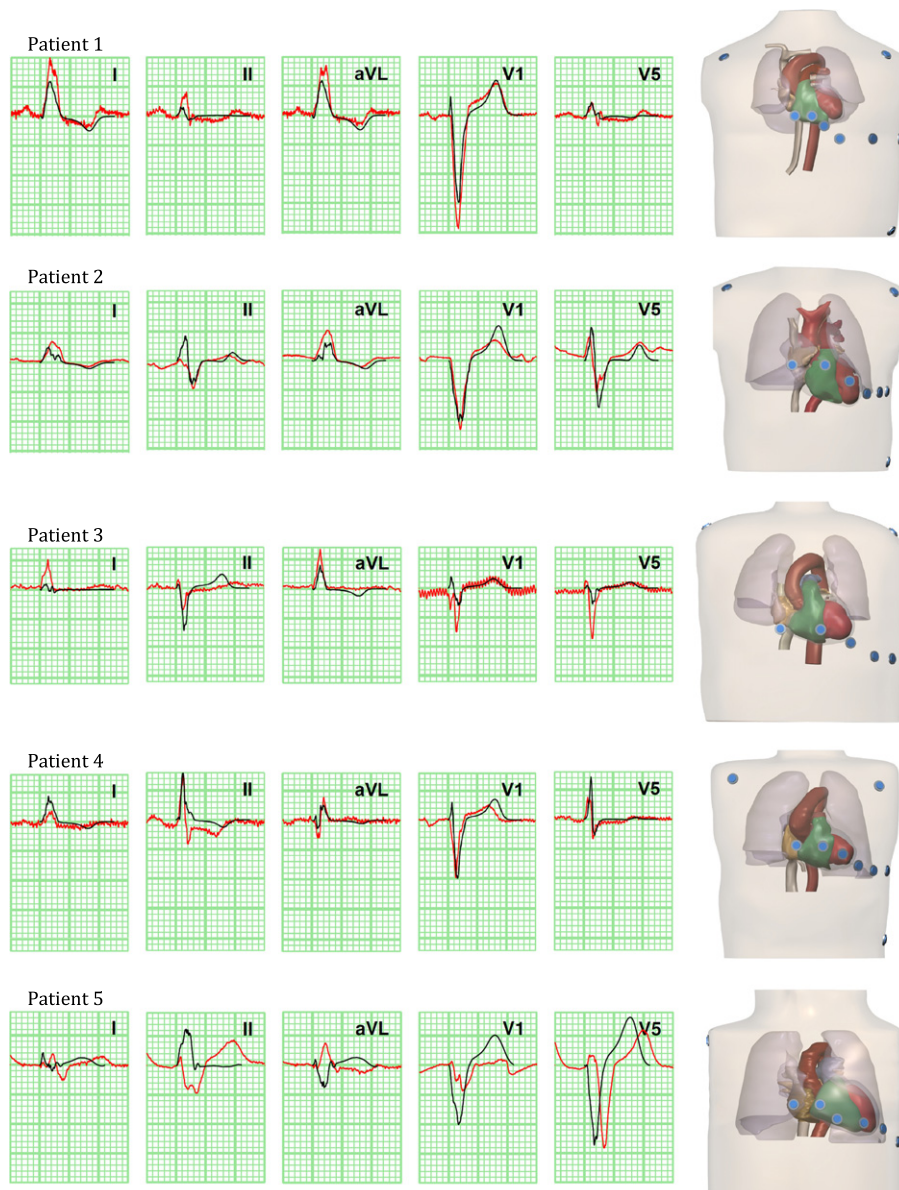 Patient 1
I II aVL V1 V5
Patient 2
I II aVL V1 V5
Patient 3
I II aVL V1 V5
Patient 4
I II aVL V1 V5
Patient 5
I II aVL V1 V5